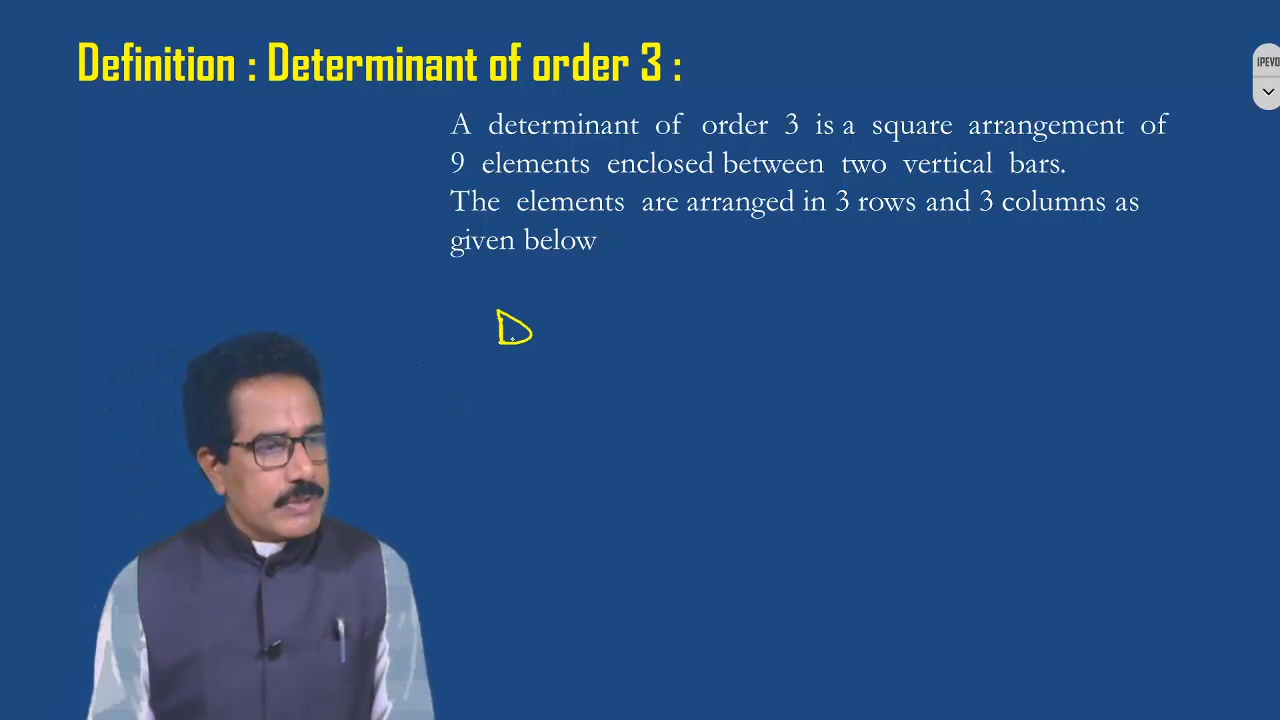 Definition : Determinant of order 3 :
A determinant of order 3 is a square arrangement of
9 elements enclosed between two vertical bars.
The elements are arranged in 3 rows and 3 columns as
given below
D
IPEVO